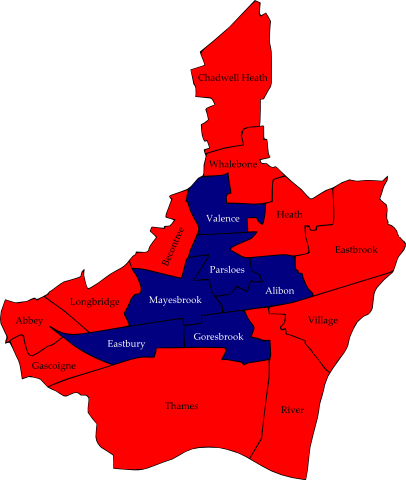 Chadwell Heath
Whalebone
Valence
Heath
Becontree
Eastbrook
Parsloes
Alibon
Longbridge
Mayesbrook
Abbey
Village
Goresbrook
Eastbury
Gascoigne
Thames
River